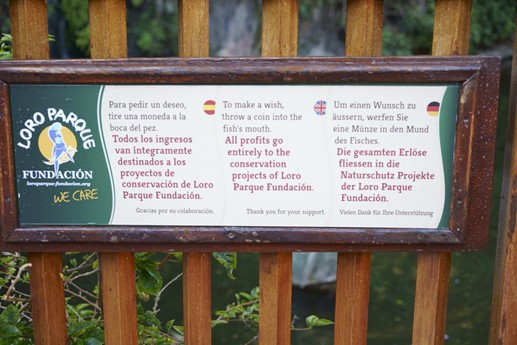 LORO PARQUE
FUNDACIÓN
loroparque-fundacion.org
WE CARE
Para pedir un deseo,
tire una moneda a la
boca del pez.
Todos los ingresos
van íntegramente
destinados a los
proyectos de
conservación de Loro
Parque Fundación.
Gracias por su colaboración.
To make a wish,
throw a coin into the
fish's mouth.
All profits go
entirely to the
conservation
projects of Loro
Parque Fundación.
Thank you for your support.
Um einen Wunsch zu
äussern, werfen Sie
eine Münze in den Mund
des Fisches.
Die gesamten Erlöse
fliessen in die
Naturschutz Projekte
der Loro Parque
Fundación.
Vielen Dank für Ihre Unterstützung